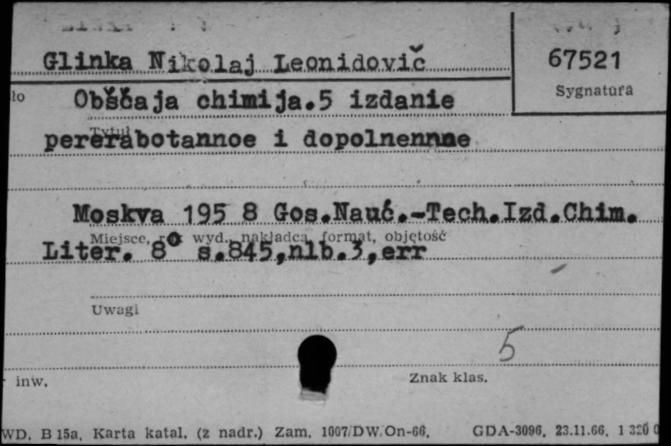 Glinka Nikolaj Leonidovič
67521
Sygnatura
ło
Obščaja chimija.5 izdanie
Tytuł
pererabotannoe i dopolnennoe
Moskva 195 8 Gos.Nauč.-Tech.Izd.Chim.
Miejsce, wyd. nakładca, format, objętość
Liter. 8° s.845,nlb.3,err
Uwagi
5
inw.
Znak klas.
WD. B 15a. Karta katal. (z nadr.) Zam. 1007/DW/On-66. GDA-3096. 23.11.66. 1 320 0